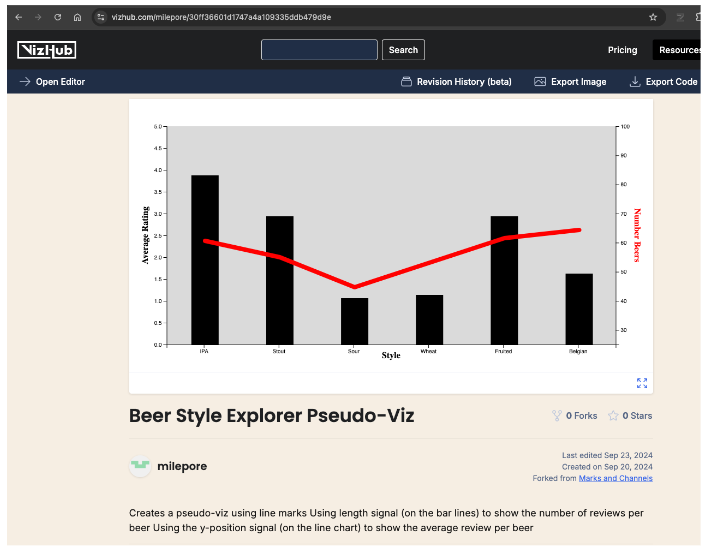 vizhub.com/milepore/30ff36601d1747a4a109335ddb479d9e
VizHub
Search
Pricing
Resources
Open Editor
Revision History (beta)
Export Image
Export Code
5.0
4.5
4.0
3.5
3.0
2.5
2.0
1.5
1.0
0.5
0.0
Average Rating
100
90
80
70
60
50
40
30
Number Beers
IPA
Stout
Sour
Wheat
Fruited
Belgian
Style
Beer Style Explorer Pseudo-Viz
0 Forks
0 Stars
milepore
Last edited Sep 23, 2024
Created on Sep 20, 2024
Forked from Marks and Channels
Creates a pseudo-viz using line marks Using length signal (on the bar lines) to show the number of reviews per
beer Using the y-position signal (on the line chart) to show the average review per beer